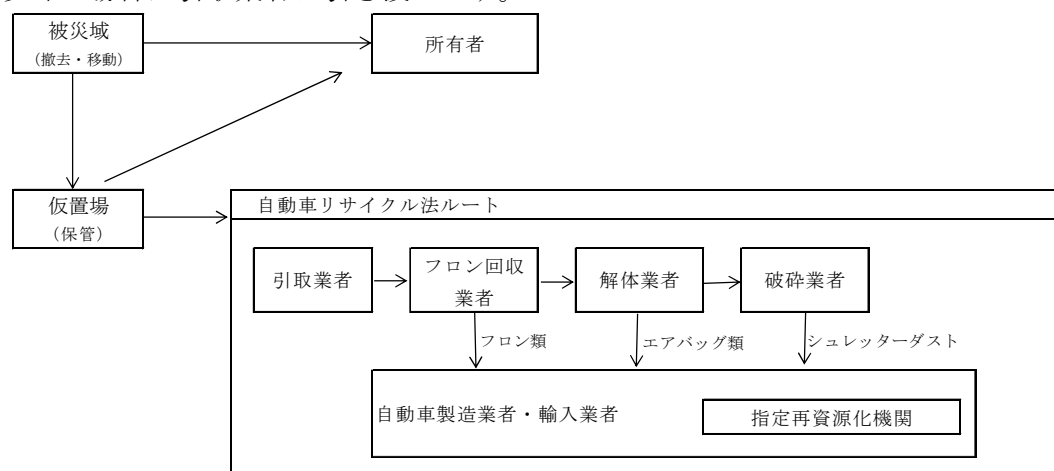 被災域
（撤去・移動）
所有者
仮置場
（保管）
自動車リサイクル法ルート
引取業者
フロン回収
業者
解体業者
破砕業者
フロン類
エアバッグ類
シュレッターダスト
自動車製造業者・輸入業者
指定再資源化機関